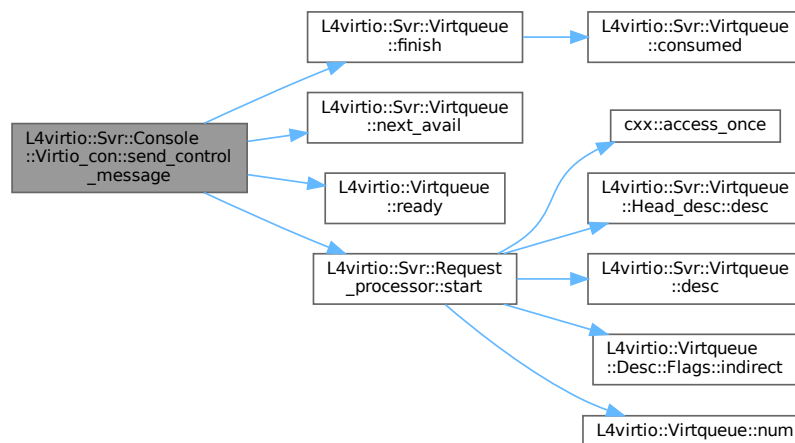 L4virtio::Svr::Console
::Virtio_con::send_control
_message
L4virtio::Svr::Virtqueue
::finish
L4virtio::Svr::Virtqueue
::consumed
L4virtio::Svr::Virtqueue
::next_avail
L4virtio::Virtqueue
::ready
L4virtio::Svr::Request
_processor::start
cxx::access_once
L4virtio::Svr::Virtqueue
::Head_desc::desc
L4virtio::Svr::Virtqueue
::desc
L4virtio::Virtqueue
::Desc::Flags::indirect
L4virtio::Virtqueue::num